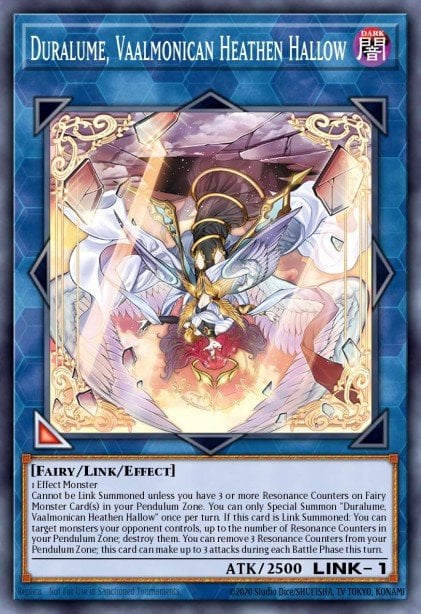 DURALUME, VAALMONICAN HEATHEN HALLOW
DARK
闇
[FAIRY/LINK/EFFECT]
1 Effect Monster
Cannot be Link Summoned unless you have 3 or more Resonance Counters on Fairy
Monster Card(s) in your Pendulum Zone. You can only Special Summon "Duralume,
Vaalmonican Heathen Hallow" once per turn. If this card is Link Summoned: You can
target monsters your opponent controls, up to the number of Resonance Counters in
your Pendulum Zone; destroy them. You can remove 3 Resonance Counters from your
Pendulum Zone; this card can make up to 3 attacks during each Battle Phase this turn.
ATK/2500 LINK-1
Replica - Not For Use in Sanctioned Tournaments ©2020 Studio Dice/SHUEISHA, TV TOKYO, KONAMI